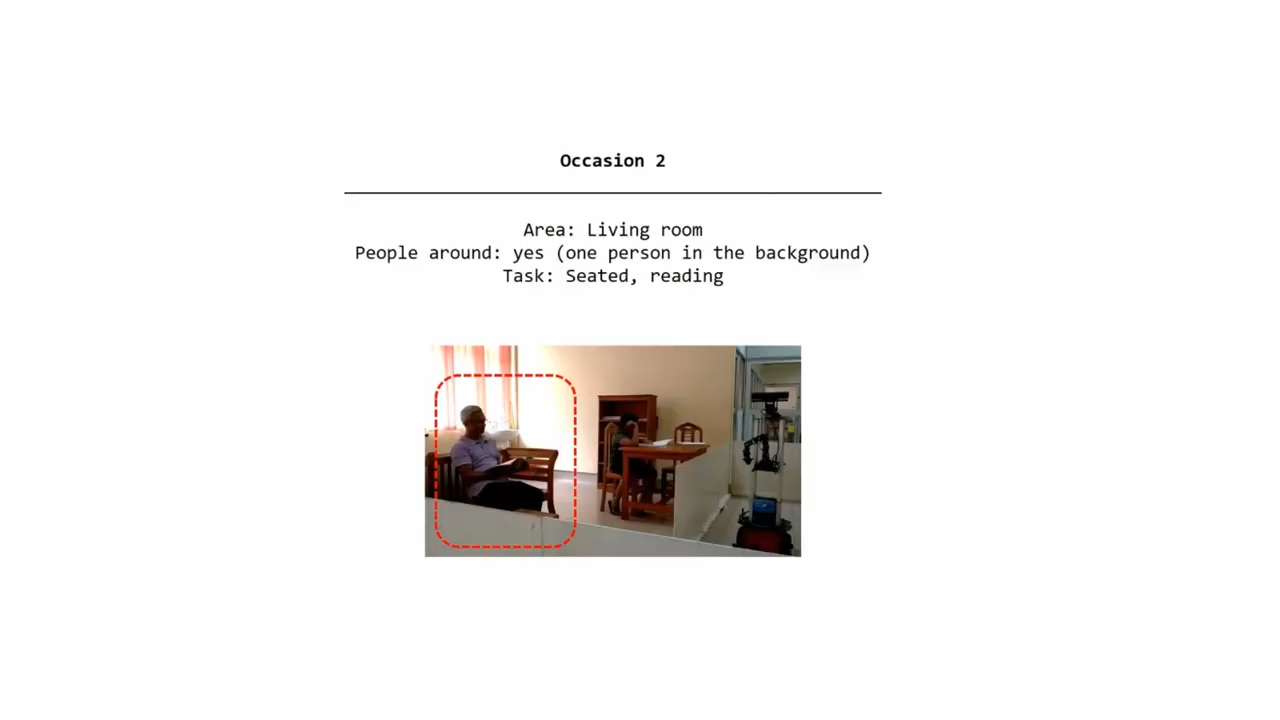 Occasion 2
Area: Living room
People around: yes (one person in the background)
Task: Seated, reading